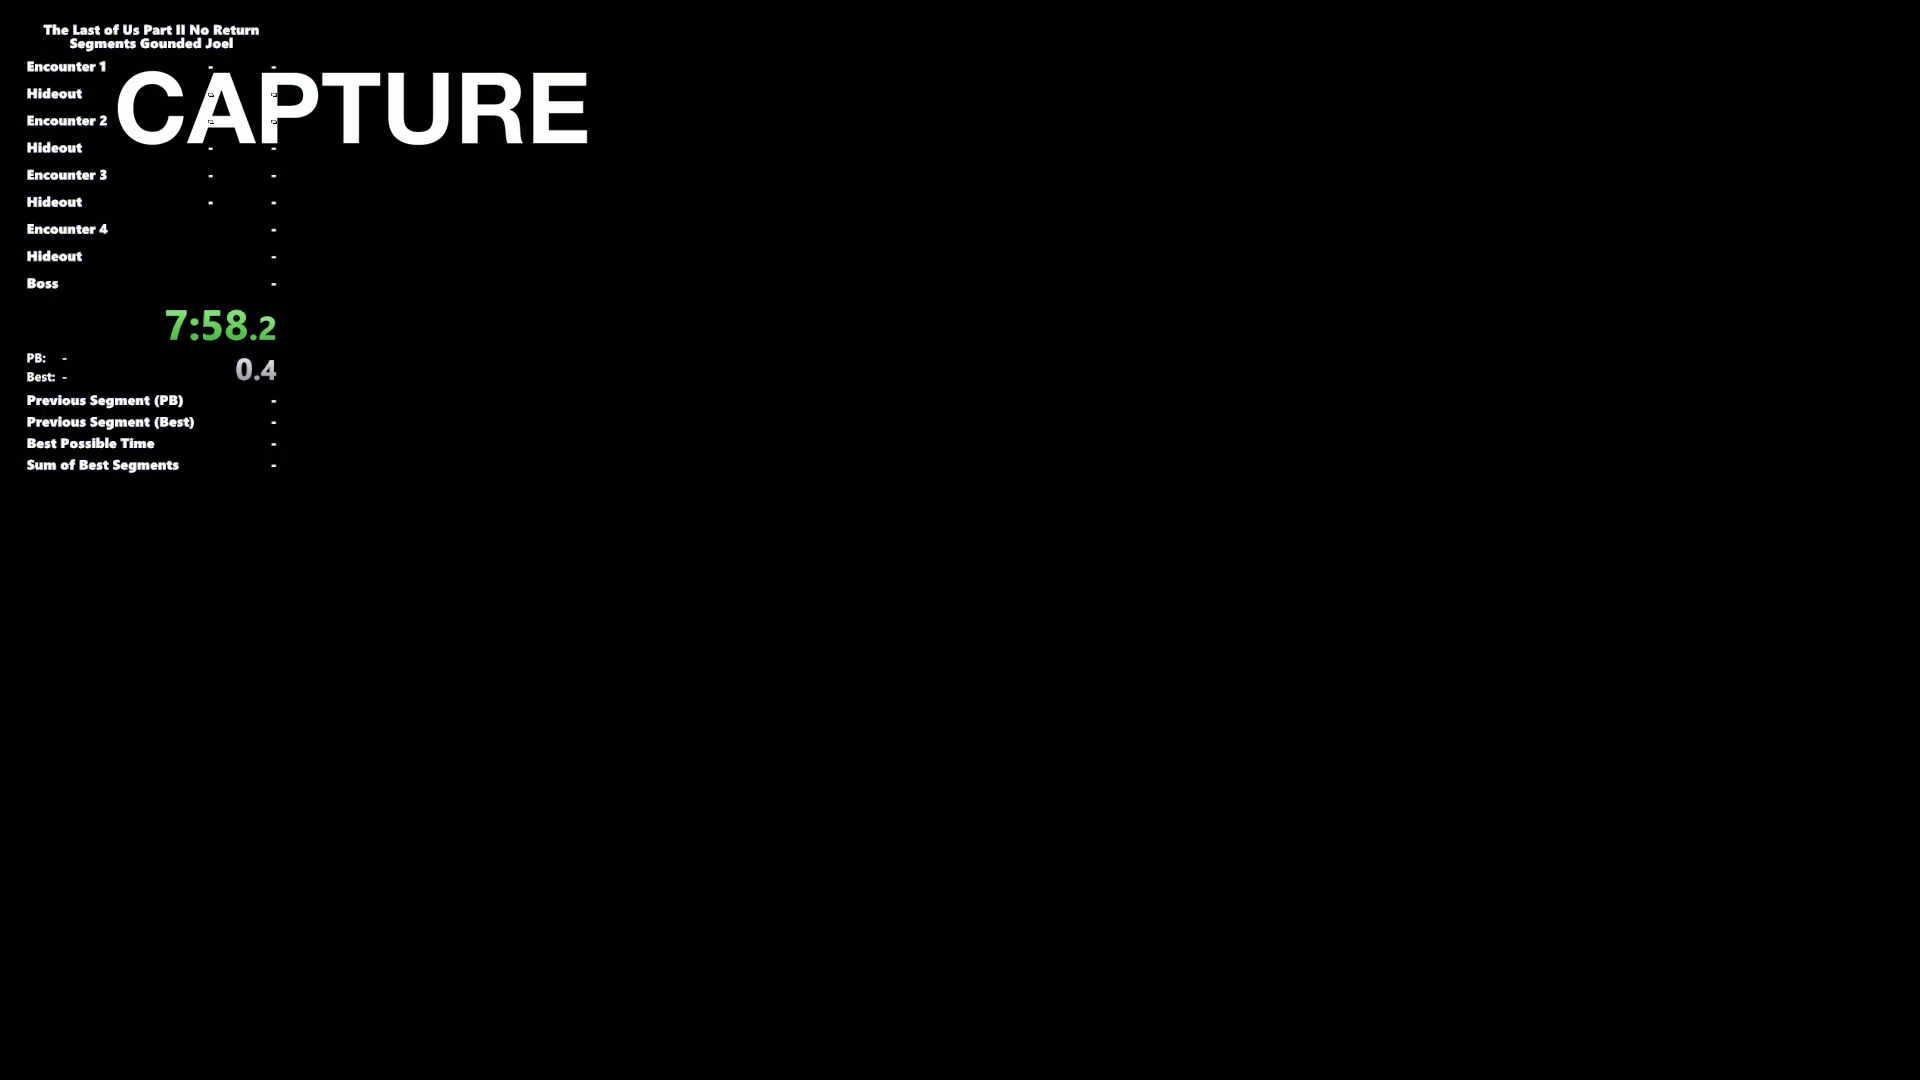 The Last of Us Part II No Return
Segments Gounded Joel
Encounter 1 - -
CAPTURE
Hideout - -
Encounter 2 - -
Hideout - -
Encounter 3 - -
Hideout - -
Encounter 4 -
Hideout -
Boss -
7:58.2
PB: -
0.4
Best: -
Previous Segment (PB) -
Previous Segment (Best) -
Best Possible Time -
Sum of Best Segments -